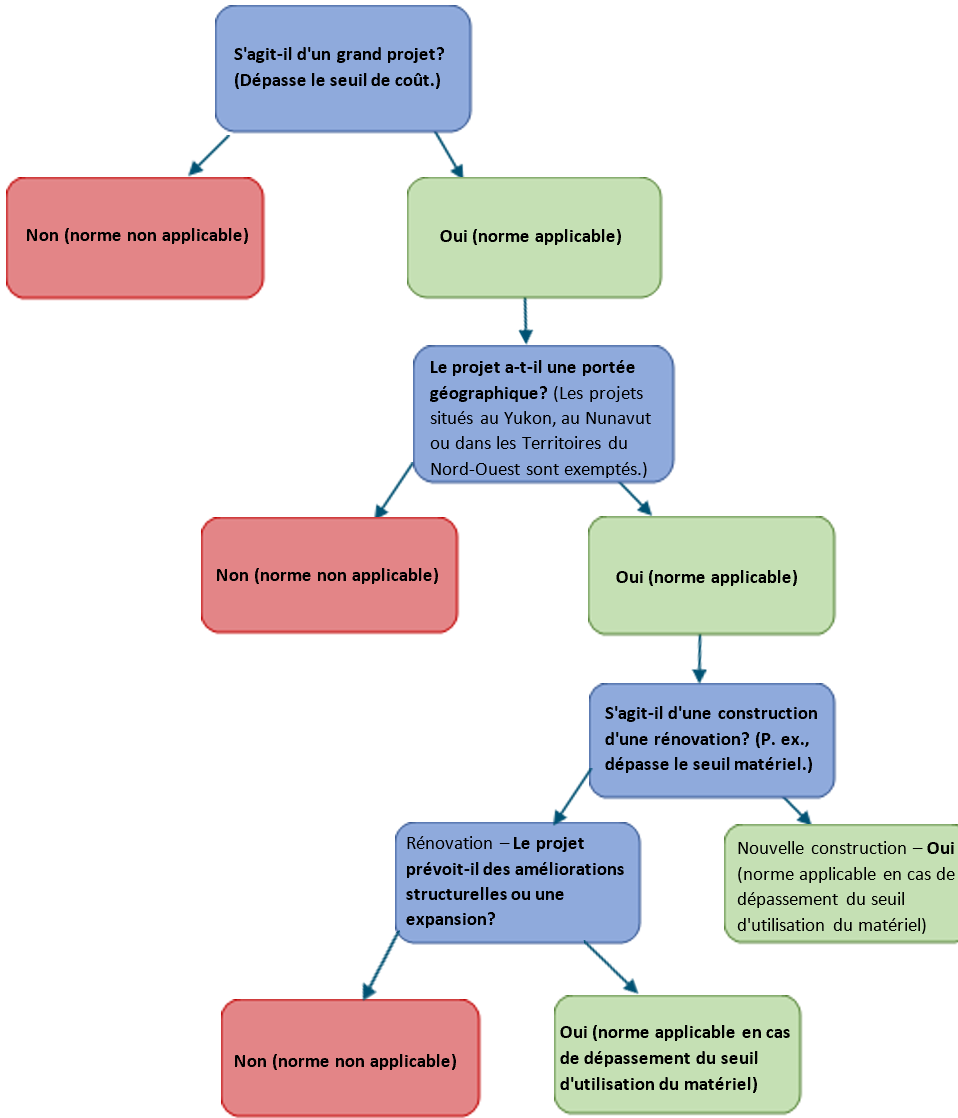 S'agit-il d'un grand projet?
(Dépasse le seuil de coût.)
Non (norme non applicable)
Oui (norme applicable)
Le projet a-t-il une portée
géographique? (Les projets
situés au Yukon, au Nunavut
ou dans les Territoires du
Nord-Ouest sont exemptés.)
Non (norme non applicable)
Oui (norme applicable)
S'agit-il d'une construction
d'une rénovation? (P. ex.,
dépasse le seuil matériel.)
Rénovation – Le projet
prévoit-il des améliorations
structurelles ou une
expansion?
Nouvelle construction – Oui
(norme applicable en cas de
dépassement du seuil
d'utilisation du matériel)
Non (norme non applicable)
Oui (norme applicable en cas
de dépassement du seuil
d'utilisation du matériel)